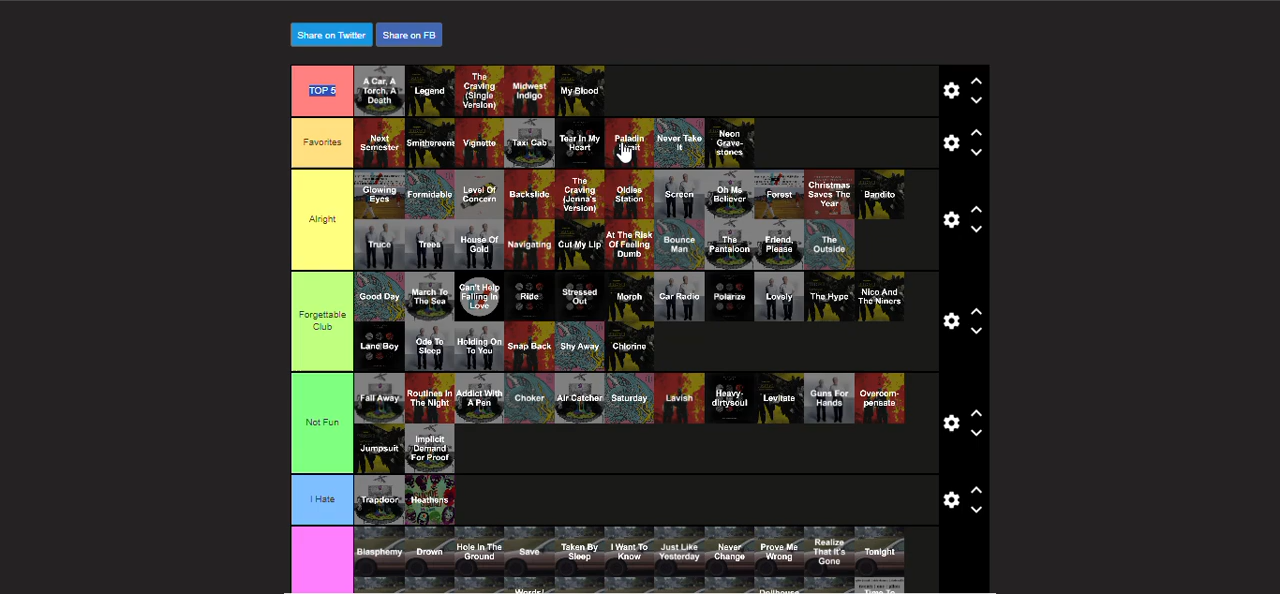 Share on Twitter
Share on FB
TOP 5
A Car, A
Torch, A
Death
Legend
The
Craving
(Single
Version)
Midwest
Indigo
My Blood
Favorites
Next
Semester
Smithereens
Vignette
Taxi Cab
Tear In My
Heart
Paladin
Strait
Never Take
It
Neon
Grave-
stones
Alright
Glowing
Eyes
Formidable
Level Of
Concern
Backslide
The
Craving
(Jenna's
Version)
Oldies
Station
Screen
Oh Ms
Believer
Forest
Christmas
Saves The
Year
Bandito
Truce
Trees
House Of
Gold
Navigating
Cut My Lip
At The Risk
Of Feeling
Dumb
Bounce
Man
The
Pantaloon
Friend,
Please
The
Outside
Forgettable
Club
Good Day
March To
The Sea
Can't Help
Falling In
Love
Ride
Stressed
Out
Morph
Car Radio
Polarize
Lovely
The Hype
Nico And
The Niners
Lane Boy
Ode To
Sleep
Holding On
To You
Snap Back
Shy Away
Chlorine
Not Fun
Fall Away
Routines In
The Night
Addict With
A Pen
Choker
Air Catcher
Saturday
Lavish
Heavy-
dirtysoul
Levitate
Guns For
Hands
Overcom-
pensate
Jumpsuit
Implicit
Demand
For Proof
I Hate
Trapdoor
Heathens
Blasphemy
Drown
Hole In The
Ground
Save
Taken By
Sleep
I Want To
Know
Just Like
Yesterday
Never
Change
Prove Me
Wrong
Realize
That It's
Gone
Tonight